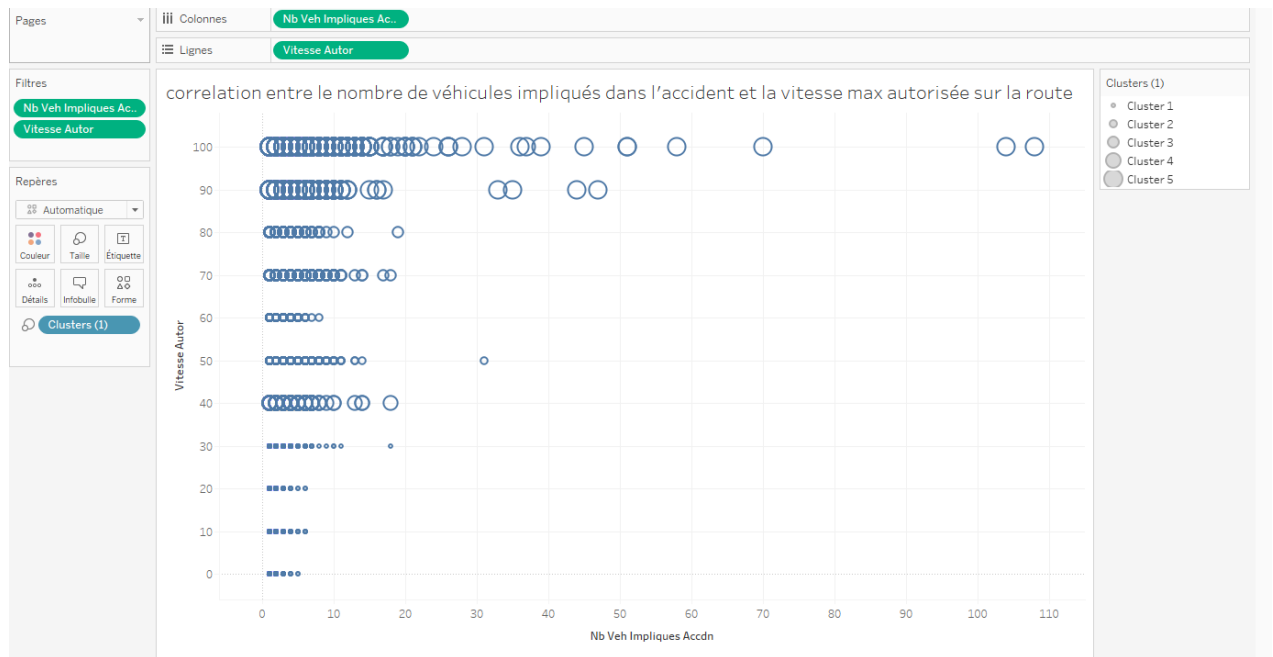 Pages
Colonnes
Nb Veh Impliques Ac..
Lignes
Vitesse Autor
Filtres
Nb Veh Impliques Ac..
Vitesse Autor
Repères
Automatique
Couleur
Taille
Étiquette
Détails
Infobulle
Forme
Clusters (1)
correlation entre le nombre de véhicules impliqués dans l'accident et la vitesse max autorisée sur la route
Vitesse Autor
100
90
80
70
60
50
40
30
20
10
0
0 10 20 30 40 50 60 70 80 90 100 110
Nb Veh Impliques Accdn
Clusters (1)
Cluster 1
Cluster 2
Cluster 3
Cluster 4
Cluster 5